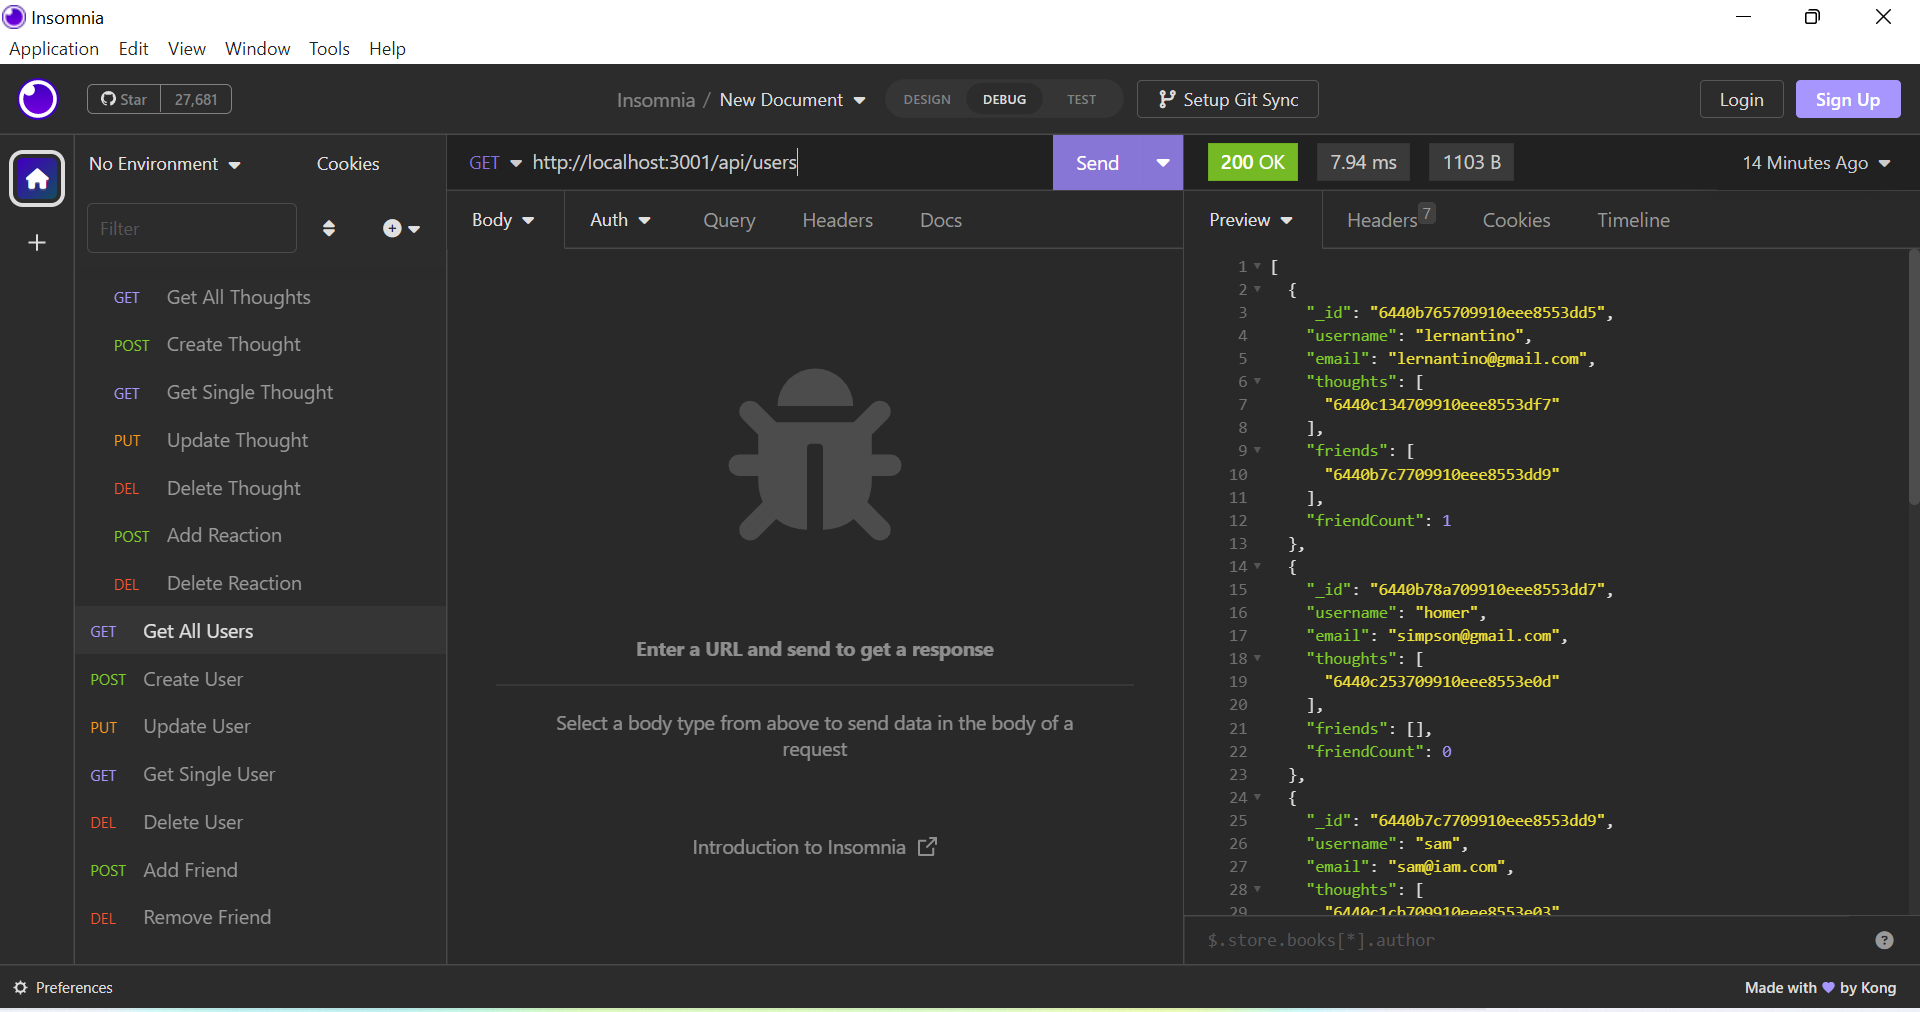 Insomnia
Application Edit View Window Tools Help
Star 27,681
Insomnia / New Document
DESIGN DEBUG TEST
Setup Git Sync
Login
Sign Up
No Environment
Cookies
GET http://localhost:3001/api/users
Send
200 OK 7.94 ms 1103 B
14 Minutes Ago
Filter
Body Auth Query Headers Docs
Preview Headers 7 Cookies Timeline
GET Get All Thoughts
POST Create Thought
GET Get Single Thought
PUT Update Thought
DEL Delete Thought
POST Add Reaction
DEL Delete Reaction
GET Get All Users
POST Create User
PUT Update User
GET Get Single User
DEL Delete User
POST Add Friend
DEL Remove Friend
Enter a URL and send to get a response
Select a body type from above to send data in the body of a
request
Introduction to Insomnia
1 [
2 {
3 "_id": "6440b765709910eee8553dd5",
4 "username": "lernantino",
5 "email": "lernantino@gmail.com",
6 "thoughts": [
7 "6440c134709910eee8553df7"
8 ],
9 "friends": [
10 "6440b7c7709910eee8553dd9"
11 ],
12 "friendCount": 1
13 },
14 {
15 "_id": "6440b78a709910eee8553dd7",
16 "username": "homer",
17 "email": "simpson@gmail.com",
18 "thoughts": [
19 "6440c253709910eee8553e0d"
20 ],
21 "friends": [],
22 "friendCount": 0
23 },
24 {
25 "_id": "6440b7c7709910eee8553dd9",
26 "username": "sam",
27 "email": "sam@iam.com",
28 "thoughts": [
29 "6440c1cb709910eee8553e03"
$.store.books[*].author
Preferences
Made with 💜 by Kong